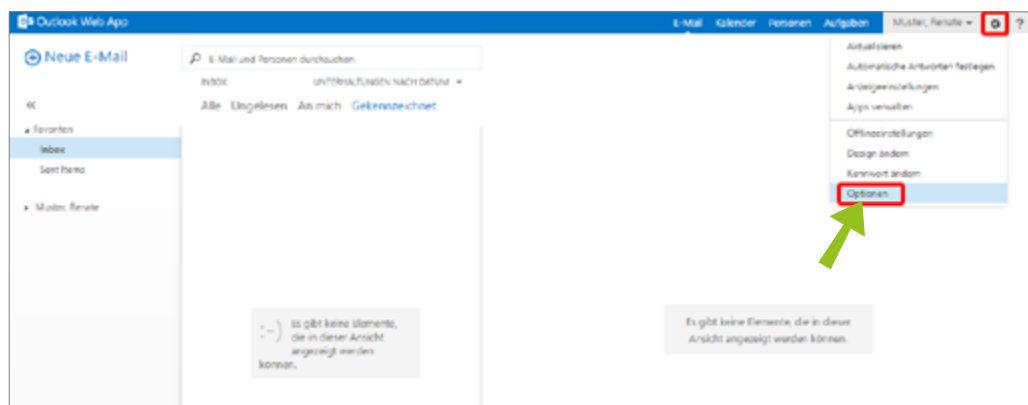 Outlook Web App
E-Mail Kalender Personen Aufgaben Muster, Renate ?
Neue E-Mail
E-Mail und Personen durchsuchen
INBOX UNTERHALTUNGEN NACH DATUM
Alle Ungelesen An mich Gekennzeichnet
Favoriten
Inbox
Sent Items
Muster, Renate
Aktualisieren
Automatische Antworten festlegen
Anzeigeeinstellungen
Apps verwalten
Offlineeinstellungen
Design ändern
Kennwort ändern
Optionen
:-)
Es gibt keine Elemente,
die in dieser Ansicht
angezeigt werden
können.
Es gibt keine Elemente, die in dieser
Ansicht angezeigt werden können.